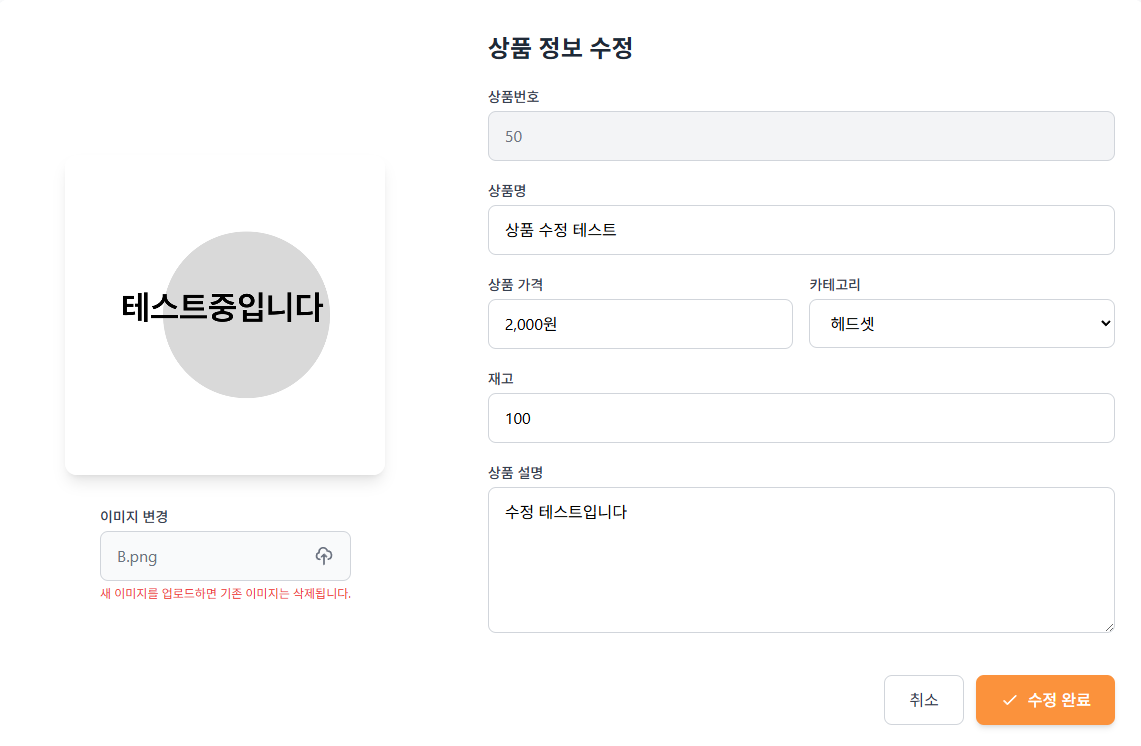 상품 정보 수정
상품번호
50
상품명
상품 수정 테스트
상품 가격
카테고리
2,000원
헤드셋
재고
100
상품 설명
수정 테스트입니다
테스트중입니다
이미지 변경
B.png
새 이미지를 업로드하면 기존 이미지는 삭제됩니다.
취소
수정 완료